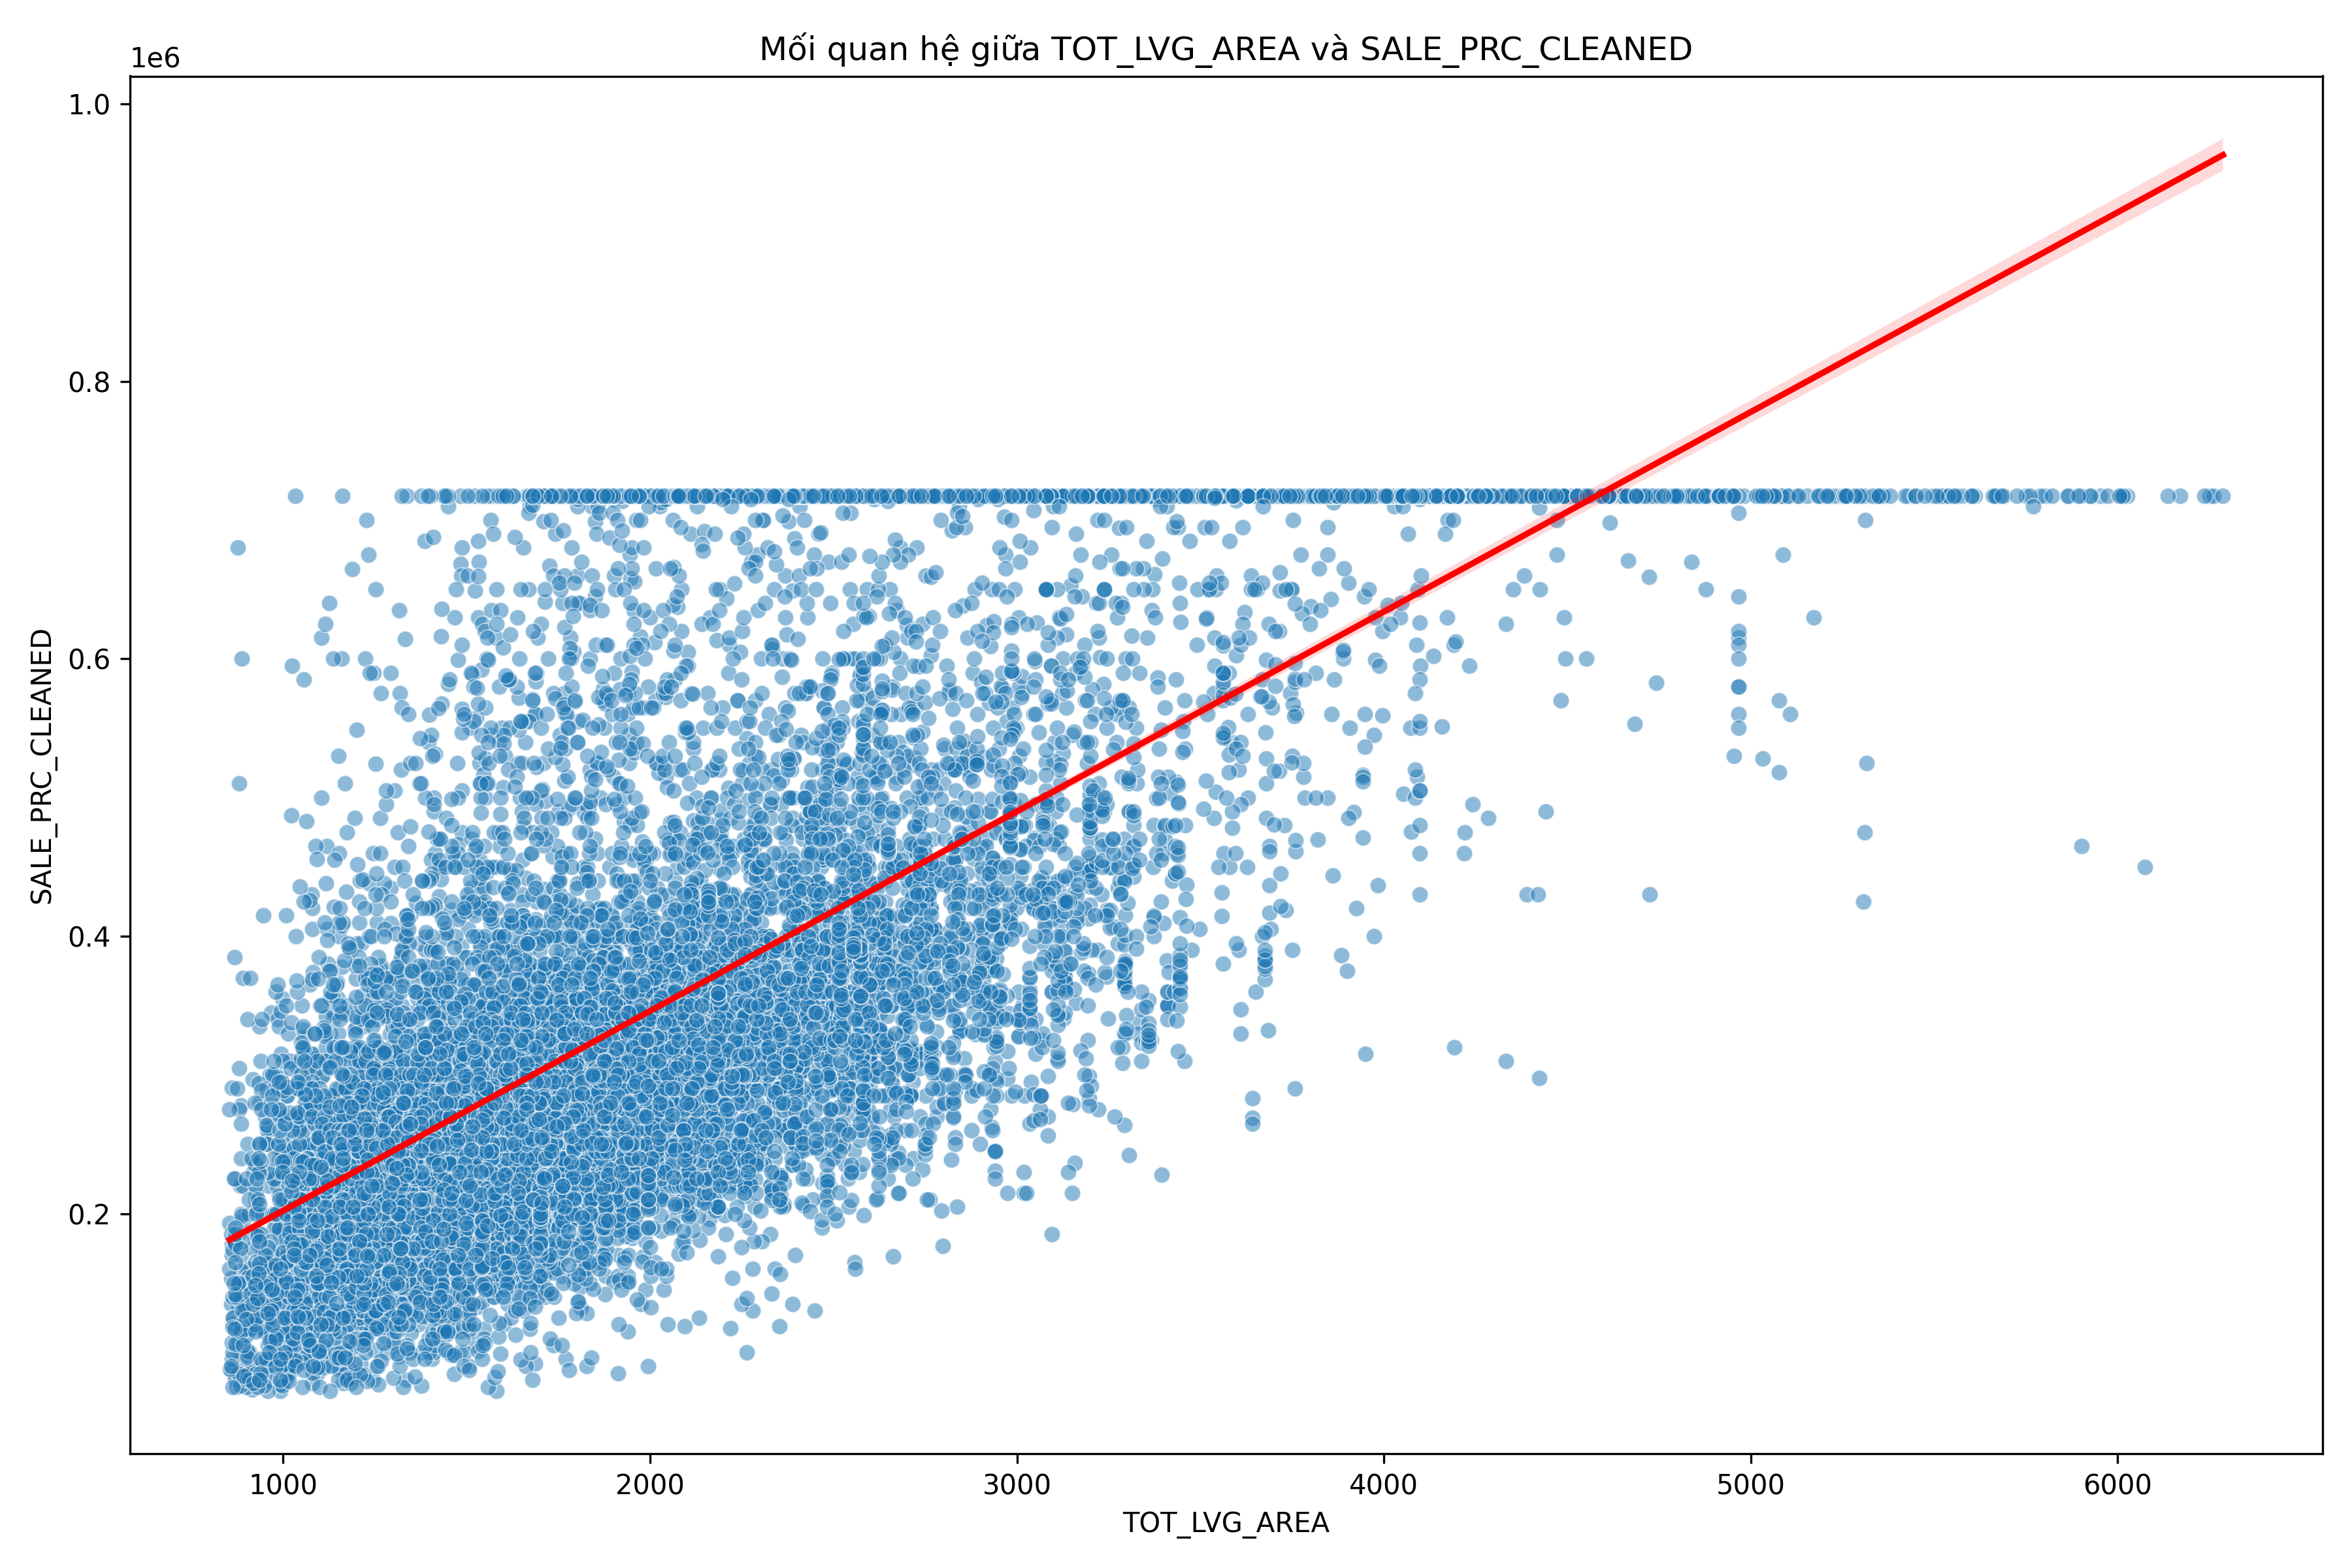 Mối quan hệ giữa TOT_LVG_AREA và SALE_PRC_CLEANED
1e6
1.0
0.8
0.6
0.4
0.2
SALE_PRC_CLEANED
1000 2000 3000 4000 5000 6000
TOT_LVG_AREA